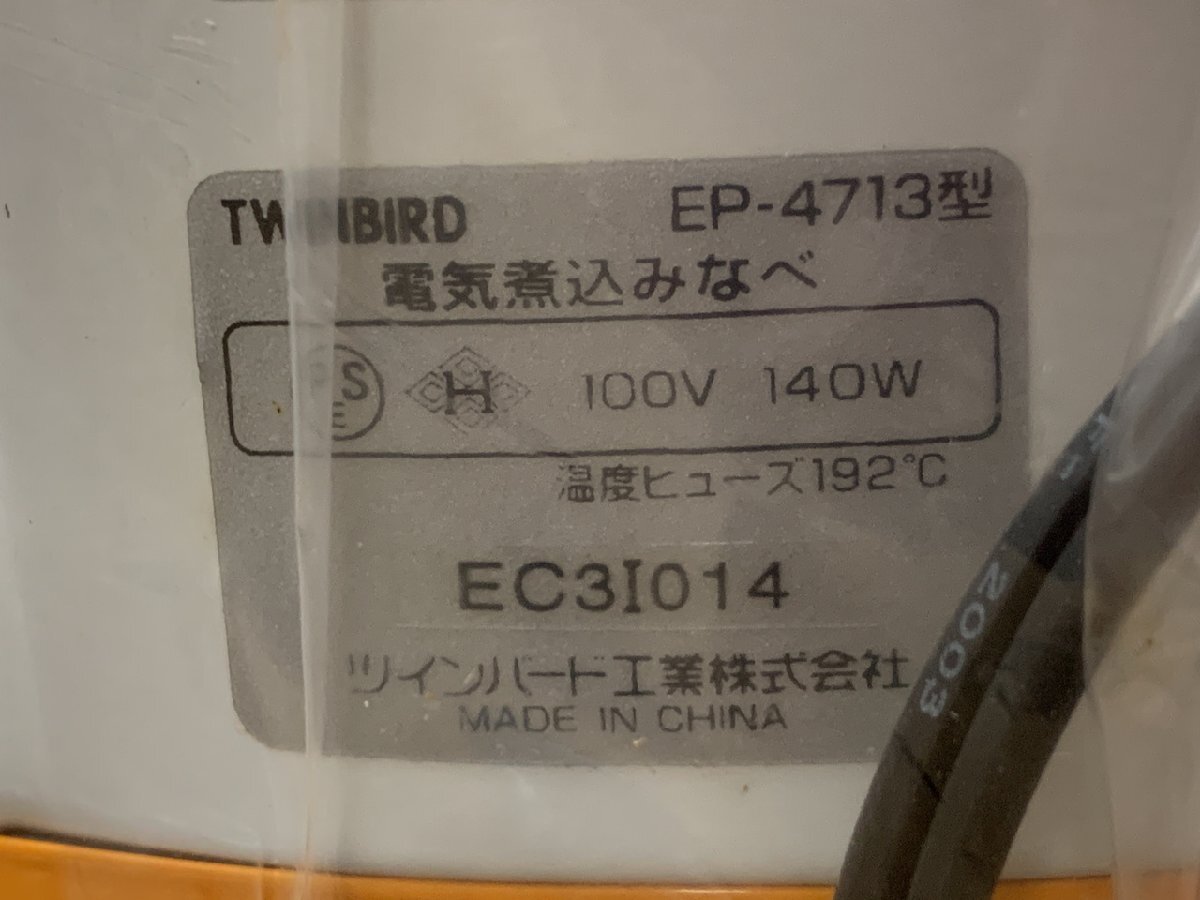 TWINBIRD EP-4713型
電気煮込みなべ
PSE H 100V 140W
温度ヒューズ192℃
EC3I014
ツインバード工業株式会社
MADE IN CHINA
2003